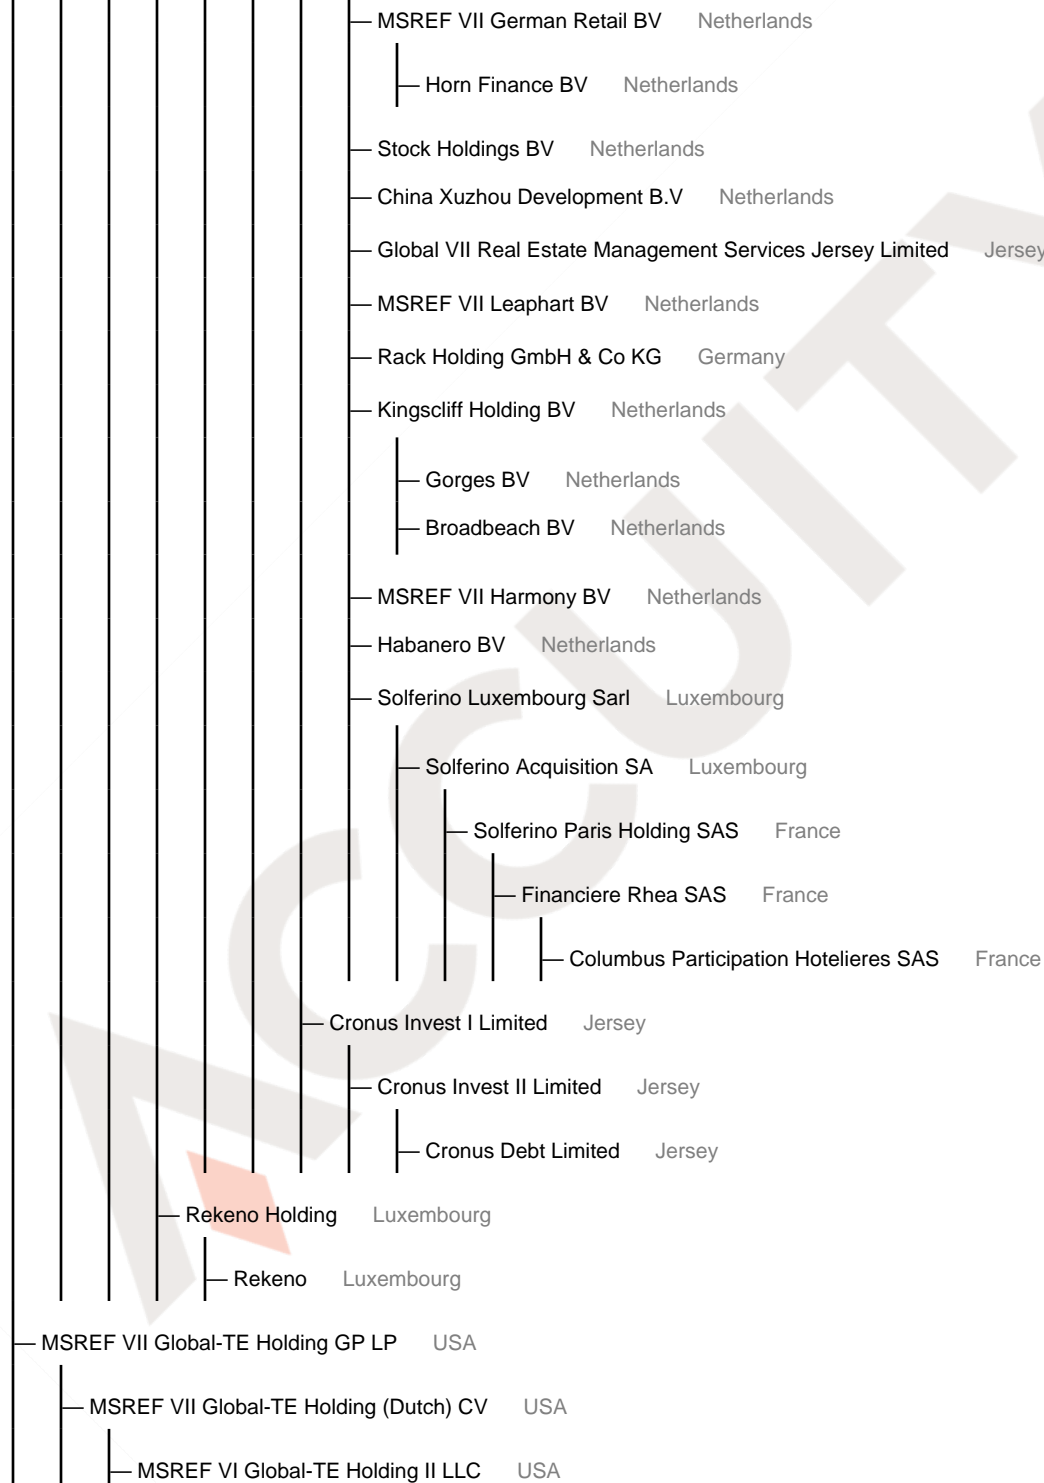 MSREF VII German Retail BV Netherlands
Horn Finance BV Netherlands
Stock Holdings BV Netherlands
China Xuzhou Development B.V Netherlands
Global VII Real Estate Management Services Jersey Limited Jersey
MSREF VII Leaphart BV Netherlands
Rack Holding GmbH & Co KG Germany
Kingscliff Holding BV Netherlands
Gorges BV Netherlands
Broadbeach BV Netherlands
MSREF VII Harmony BV Netherlands
Habanero BV Netherlands
Solferino Luxembourg Sarl Luxembourg
Solferino Acquisition SA Luxembourg
Solferino Paris Holding SAS France
Financiere Rhea SAS France
Columbus Participation Hotelieres SAS France
Cronus Invest I Limited Jersey
Cronus Invest II Limited Jersey
Cronus Debt Limited Jersey
Rekeno Holding Luxembourg
Rekeno Luxembourg
MSREF VII Global-TE Holding GP LP USA
MSREF VII Global-TE Holding (Dutch) CV USA
MSREF VI Global-TE Holding II LLC USA
ACCUITY